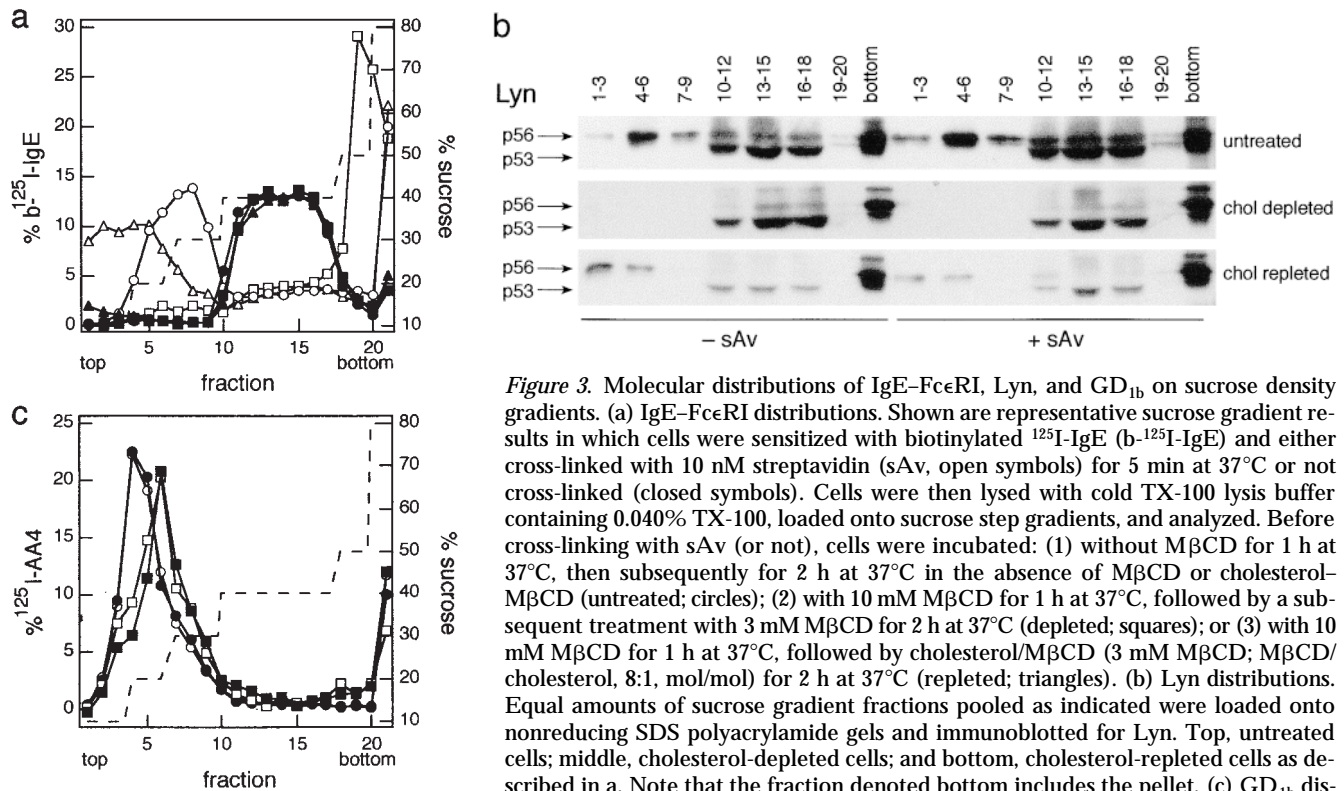 a
30
25
20
15
10
5
0
% b-¹²⁵I-IgE
80
70
60
50
40
30
20
10
% sucrose
5 10 15 20
top bottom
fraction
b
Lyn
1-3 4-6 7-9 10-12 13-15 16-18 19-20 bottom 1-3 4-6 7-9 10-12 13-15 16-18 19-20 bottom
p56
p53
untreated
p56
p53
chol depleted
p56
p53
chol repleted
– sAv + sAv
c
25
20
15
10
5
0
%¹²⁵I-AA4
80
70
60
50
40
30
20
10
% sucrose
5 10 15 20
top bottom
fraction
Figure 3. Molecular distributions of IgE–FcϵRI, Lyn, and GD1b on sucrose density
gradients. (a) IgE–FcϵRI distributions. Shown are representative sucrose gradient re-
sults in which cells were sensitized with biotinylated ¹²⁵I-IgE (b-¹²⁵I-IgE) and either
cross-linked with 10 nM streptavidin (sAv, open symbols) for 5 min at 37°C or not
cross-linked (closed symbols). Cells were then lysed with cold TX-100 lysis buffer
containing 0.040% TX-100, loaded onto sucrose step gradients, and analyzed. Before
cross-linking with sAv (or not), cells were incubated: (1) without MβCD for 1 h at
37°C, then subsequently for 2 h at 37°C in the absence of MβCD or cholesterol–
MβCD (untreated; circles); (2) with 10 mM MβCD for 1 h at 37°C, followed by a sub-
sequent treatment with 3 mM MβCD for 2 h at 37°C (depleted; squares); or (3) with 10
mM MβCD for 1 h at 37°C, followed by cholesterol/MβCD (3 mM MβCD; MβCD/
cholesterol, 8:1, mol/mol) for 2 h at 37°C (repleted; triangles). (b) Lyn distributions.
Equal amounts of sucrose gradient fractions pooled as indicated were loaded onto
nonreducing SDS polyacrylamide gels and immunoblotted for Lyn. Top, untreated
cells; middle, cholesterol-depleted cells; and bottom, cholesterol-repleted cells as de-
scribed in a. Note that the fraction denoted bottom includes the pellet. (c) GD1b dis-